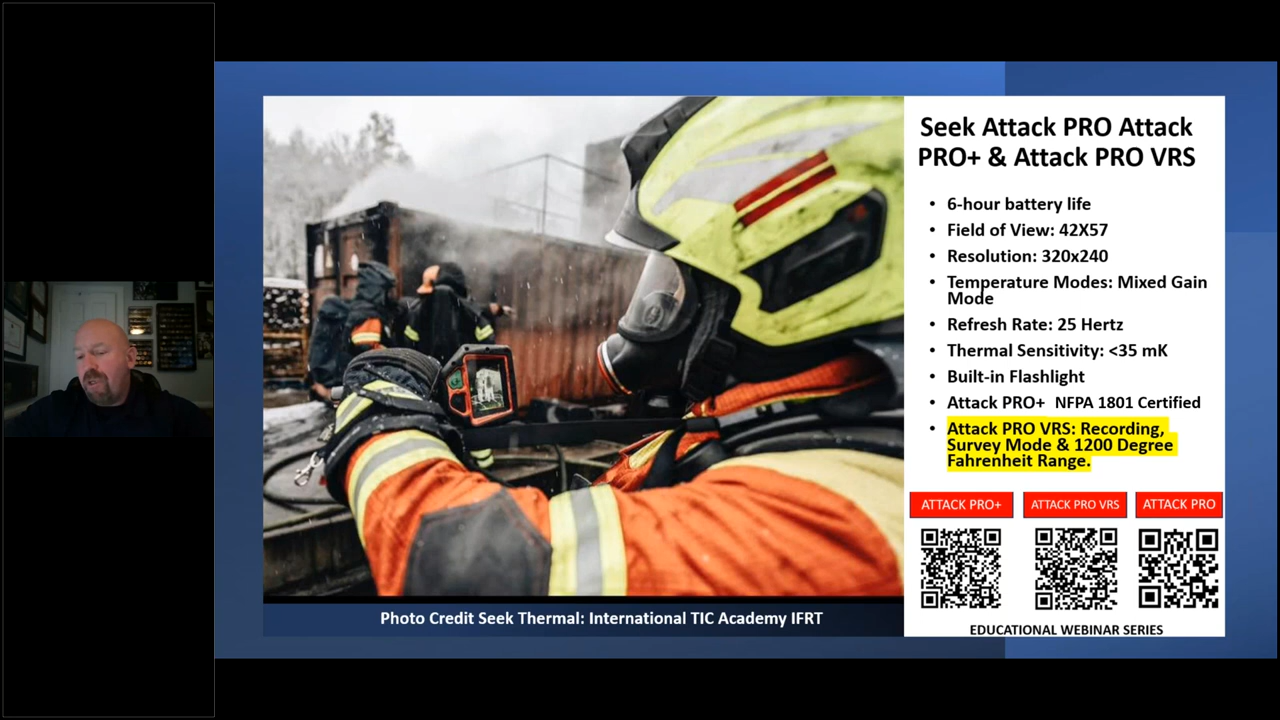 Seek Attack PRO Attack
PRO+ & Attack PRO VRS
• 6-hour battery life
• Field of View: 42X57
• Resolution: 320x240
• Temperature Modes: Mixed Gain
Mode
• Refresh Rate: 25 Hertz
• Thermal Sensitivity: <35 mK
• Built-in Flashlight
• Attack PRO+ NFPA 1801 Certified
• Attack PRO VRS: Recording,
Survey Mode & 1200 Degree
Fahrenheit Range.
ATTACK PRO+ ATTACK PRO VRS ATTACK PRO
Photo Credit Seek Thermal: International TIC Academy IFRT
EDUCATIONAL WEBINAR SERIES